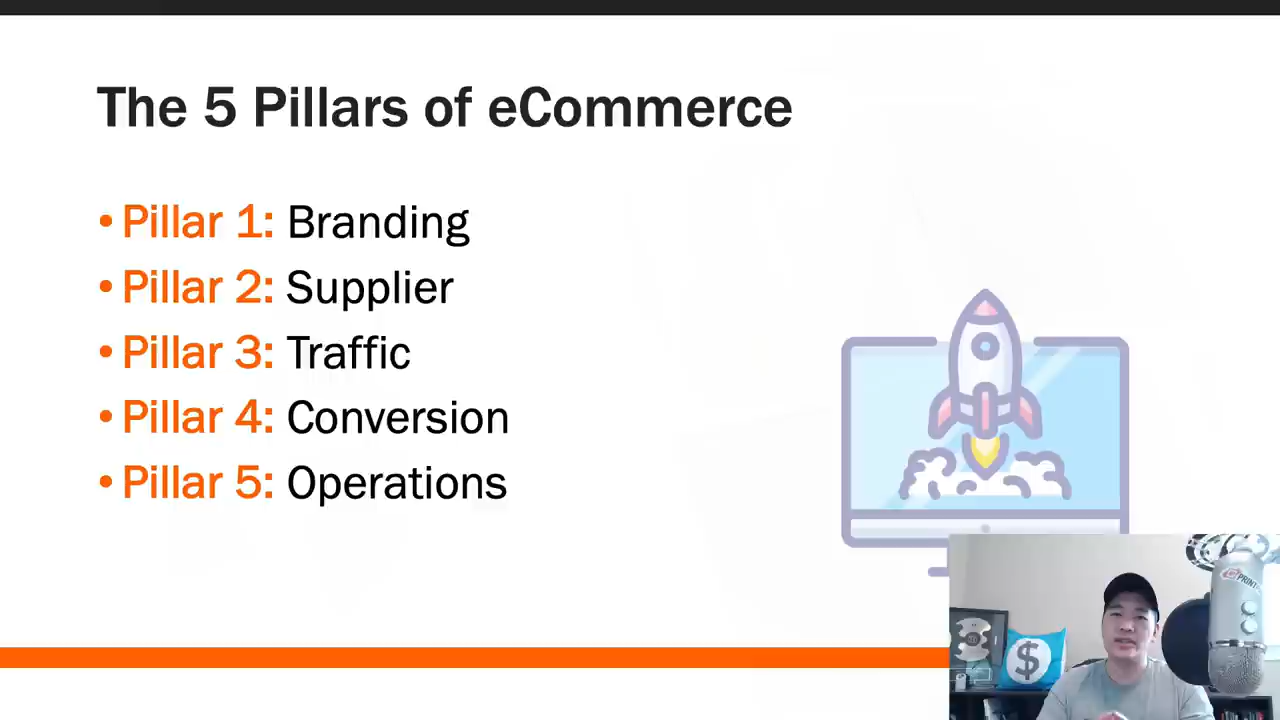 The 5 Pillars of eCommerce
• Pillar 1: Branding
• Pillar 2: Supplier
• Pillar 3: Traffic
• Pillar 4: Conversion
• Pillar 5: Operations
$